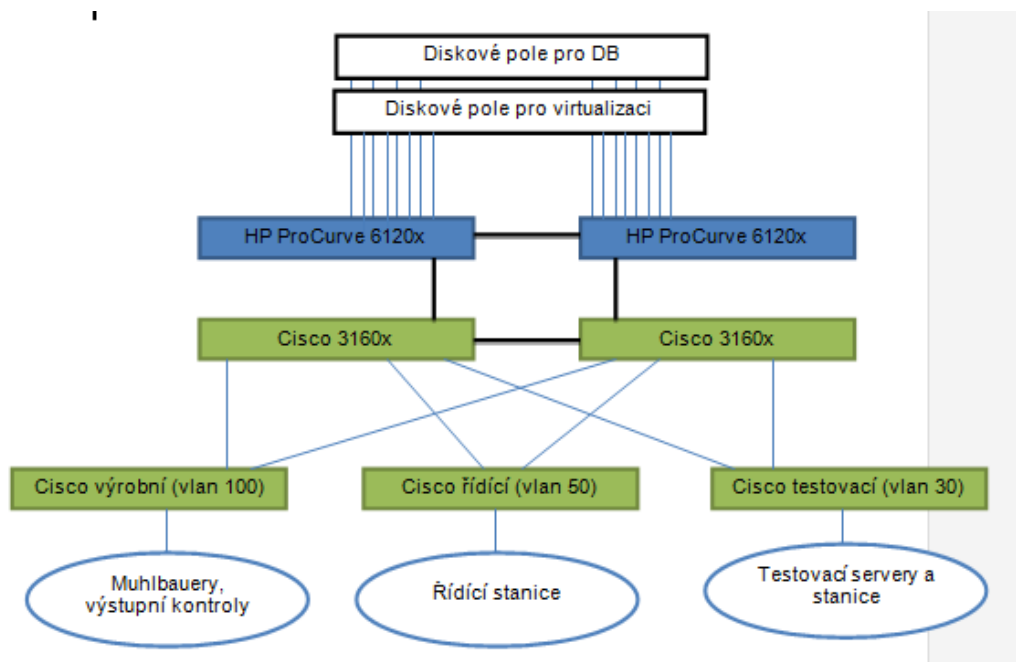 Diskové pole pro DB
Diskové pole pro virtualizaci
HP ProCurve 6120x
HP ProCurve 6120x
Cisco 3160x
Cisco 3160x
Cisco výrobní (vlan 100)
Cisco řídící (vlan 50)
Cisco testovací (vlan 30)
Muhlbauery,
výstupní kontroly
Řídící stanice
Testovací servery a
stanice